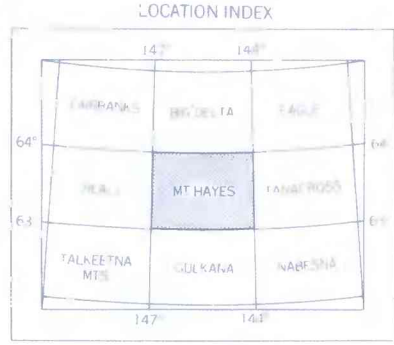 LOCATION INDEX
147° 144°
FAIRBANKS BIG DELTA EAGLE
64° 64
HEALY MT HAYES TANACROSS
63 63
TALKEETNA GULKANA NABESNA
MTS
147° 144°